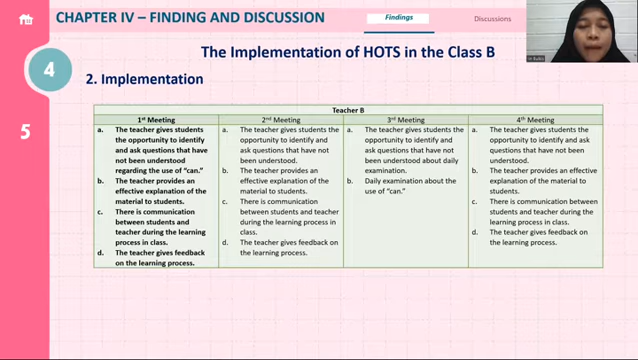 CHAPTER IV – FINDING AND DISCUSSION
Findings
Discussions
The Implementation of HOTS in the Class B
4
2. Implementation
5
Teacher B
1st Meeting
a. The teacher gives students
the opportunity to identify
and ask questions that have
not been understood
regarding the use of “can.”
b. The teacher provides an
effective explanation of the
material to students.
c. There is communication
between students and
teacher during the learning
process in class.
d. The teacher gives feedback
on the learning process.
2nd Meeting
a. The teacher gives students the
opportunity to identify and
ask questions that have not
been understood.
b. The teacher provides an
effective explanation of the
material to students.
c. There is communication
between students and teacher
during the learning process in
class.
d. The teacher gives feedback on
the learning process.
3rd Meeting
a. The teacher gives students the
opportunity to identify and
ask questions that have not
been understood about daily
examination.
b. Daily examination about the
use of “can.”
4th Meeting
a. The teacher gives students the
opportunity to identify and
ask questions that have not
been understood.
b. The teacher provides an effective
explanation of the material to
students.
c. There is communication between
students and teacher during the
learning process in class.
d. The teacher gives feedback on
the learning process.